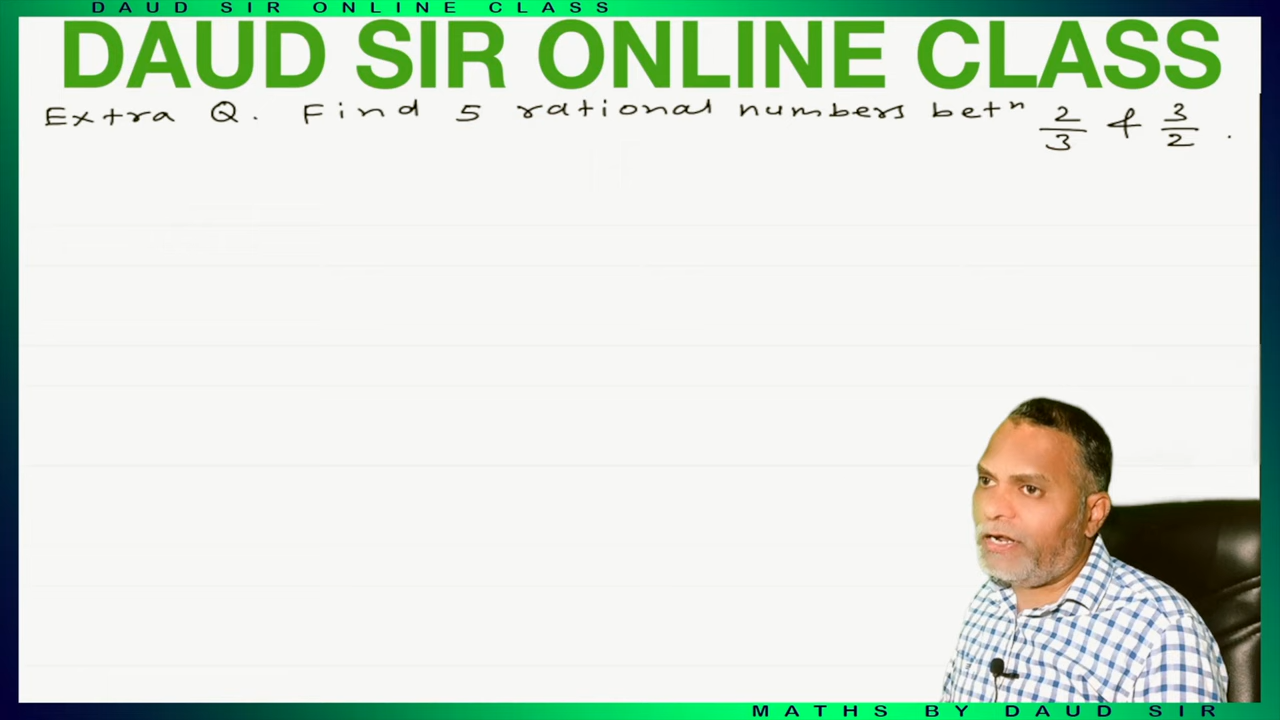 DAUD SIR ONLINE CLASS
DAUD SIR ONLINE CLASS
Extra Q. Find 5 rational numbers betⁿ 2/3 & 3/2 .
MATHS BY DAUD SIR